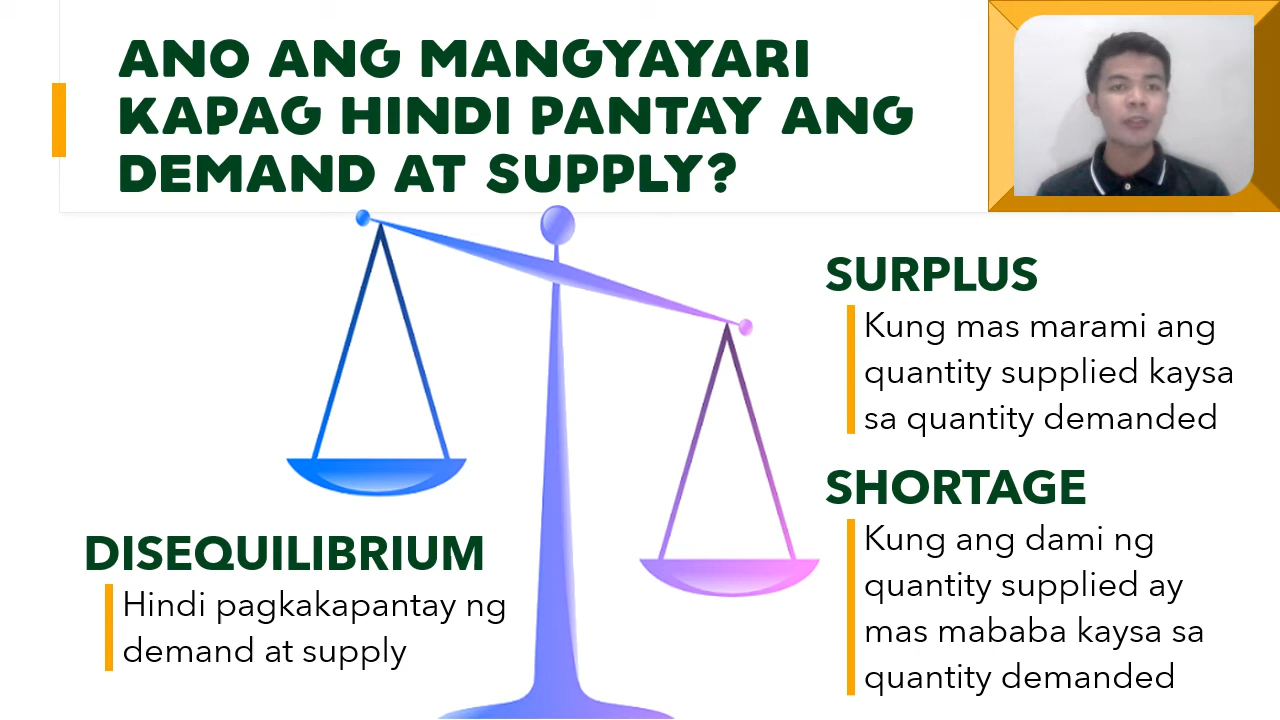 ANO ANG MANGYAYARI
KAPAG HINDI PANTAY ANG
DEMAND AT SUPPLY?
SURPLUS
Kung mas marami ang
quantity supplied kaysa
sa quantity demanded
SHORTAGE
Kung ang dami ng
quantity supplied ay
mas mababa kaysa sa
quantity demanded
DISEQUILIBRIUM
Hindi pagkakapantay ng
demand at supply